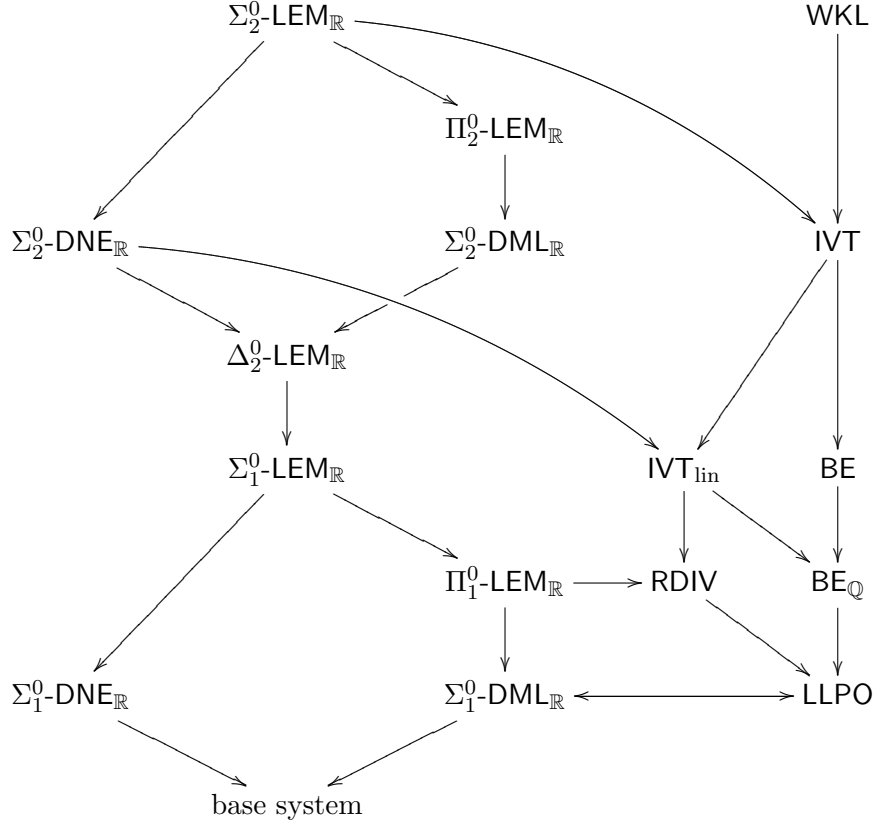 Σ⁰₂-LEM_ℝ WKL
Π⁰₂-LEM_ℝ
Σ⁰₂-DNE_ℝ Σ⁰₂-DML_ℝ IVT
Δ⁰₂-LEM_ℝ
Σ⁰₁-LEM_ℝ IVT_lin BE
Π⁰₁-LEM_ℝ RDIV BE_ℚ
Σ⁰₁-DNE_ℝ Σ⁰₁-DML_ℝ LLPO
base system